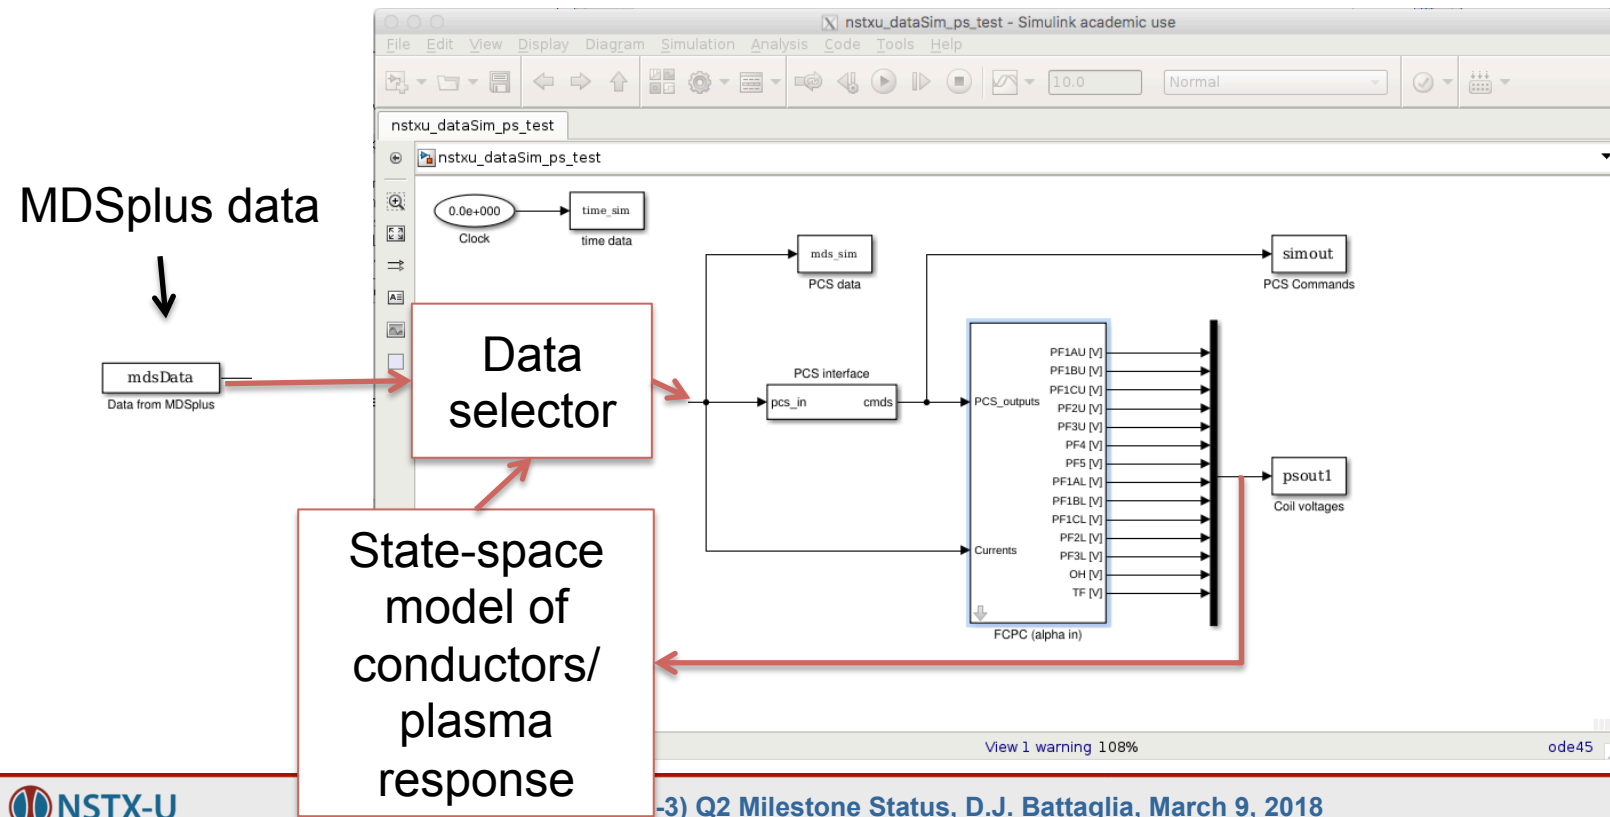 nstxu_dataSim_ps_test - Simulink academic use
File Edit View Display Diagram Simulation Analysis Code Tools Help
10.0 Normal
nstxu_dataSim_ps_test
nstxu_dataSim_ps_test
MDSplus data
0.0e+000
Clock
time_sim
time data
mds_sim
PCS data
simout
PCS Commands
mdsData
Data from MDSplus
Data
selector
PCS interface
pcs_in cmds
PCS_outputs
Currents
PF1AU [V]
PF1BU [V]
PF1CU [V]
PF2U [V]
PF3U [V]
PF4 [V]
PF5 [V]
PF1AL [V]
PF1BL [V]
PF1CL [V]
PF2L [V]
PF3L [V]
OH [V]
TF [V]
FCPC (alpha in)
psout1
Coil voltages
State-space
model of
conductors/
plasma
response
View 1 warning 108% ode45
NSTX-U
-3) Q2 Milestone Status, D.J. Battaglia, March 9, 2018